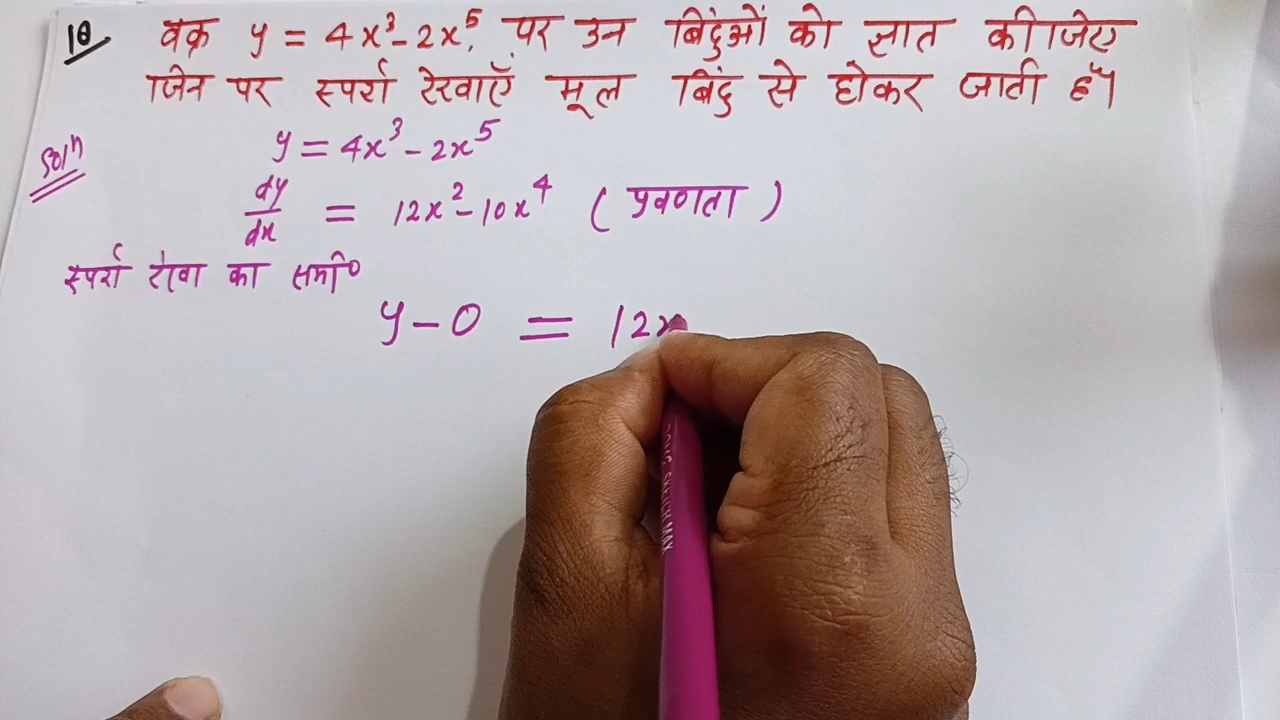 18 वक्र y = 4x³ - 2x⁵, पर उन बिंदुओं को ज्ञात कीजिए
जिन पर स्पर्श रेखाएँ मूल बिंदु से होकर जाती हैं।
Solⁿ y = 4x³ - 2x⁵
dy/dx = 12x² - 10x⁴ (प्रवणता)
स्पर्श रेखा का समी०
y - 0 = 12x